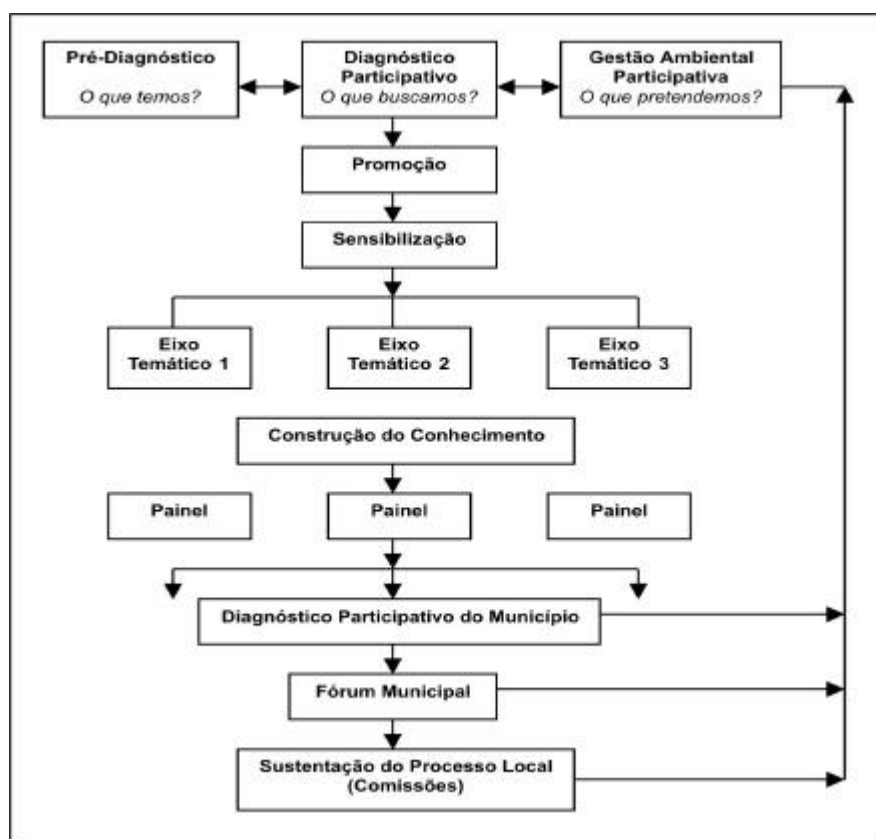 Pré-Diagnóstico
O que temos?
Diagnóstico
Participativo
O que buscamos?
Gestão Ambiental
Participativa
O que pretendemos?
Promoção
Sensibilização
Eixo
Temático 1
Eixo
Temático 2
Eixo
Temático 3
Construção do Conhecimento
Painel
Painel
Painel
Diagnóstico Participativo do Município
Fórum Municipal
Sustentação do Processo Local
(Comissões)